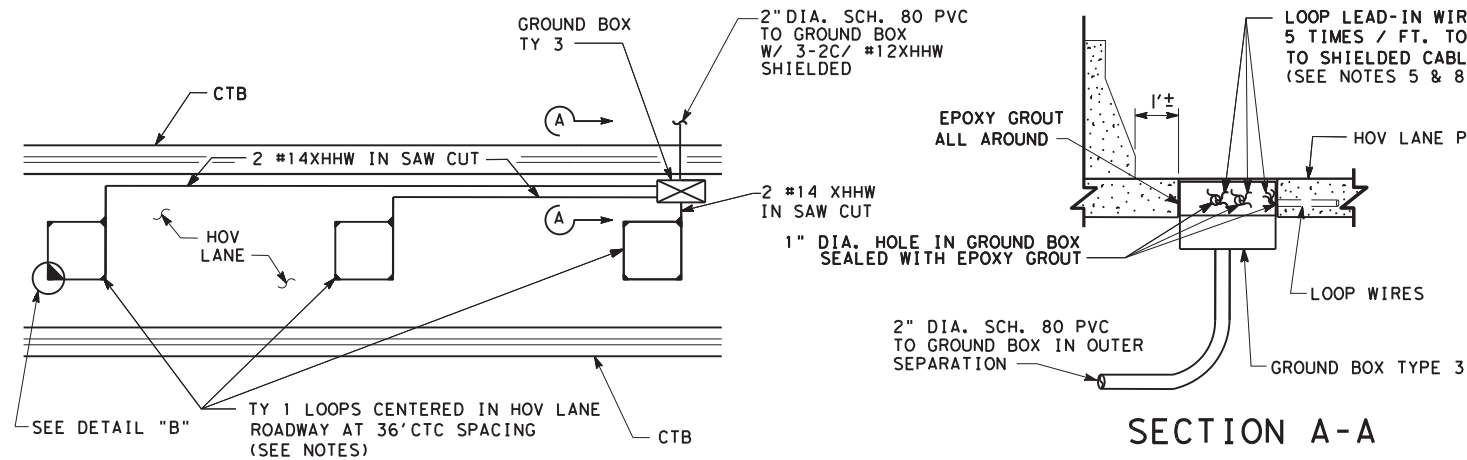 GROUND BOX
TY 3
2" DIA. SCH. 80 PVC
TO GROUND BOX
W/ 3-2C/ #12XHHW
SHIELDED
CTB
A
2 #14XHHW IN SAW CUT
2 #14 XHHW
IN SAW CUT
A
HOV
LANE
SEE DETAIL "B"
TY 1 LOOPS CENTERED IN HOV LANE
ROADWAY AT 36'CTC SPACING
(SEE NOTES)
CTB
LOOP LEAD-IN WIR
5 TIMES / FT. TO
TO SHIELDED CABL
(SEE NOTES 5 & 8
1'±
EPOXY GROUT
ALL AROUND
HOV LANE P
1" DIA. HOLE IN GROUND BOX
SEALED WITH EPOXY GROUT
LOOP WIRES
2" DIA. SCH. 80 PVC
TO GROUND BOX IN OUTER
SEPARATION
GROUND BOX TYPE 3
SECTION A-A